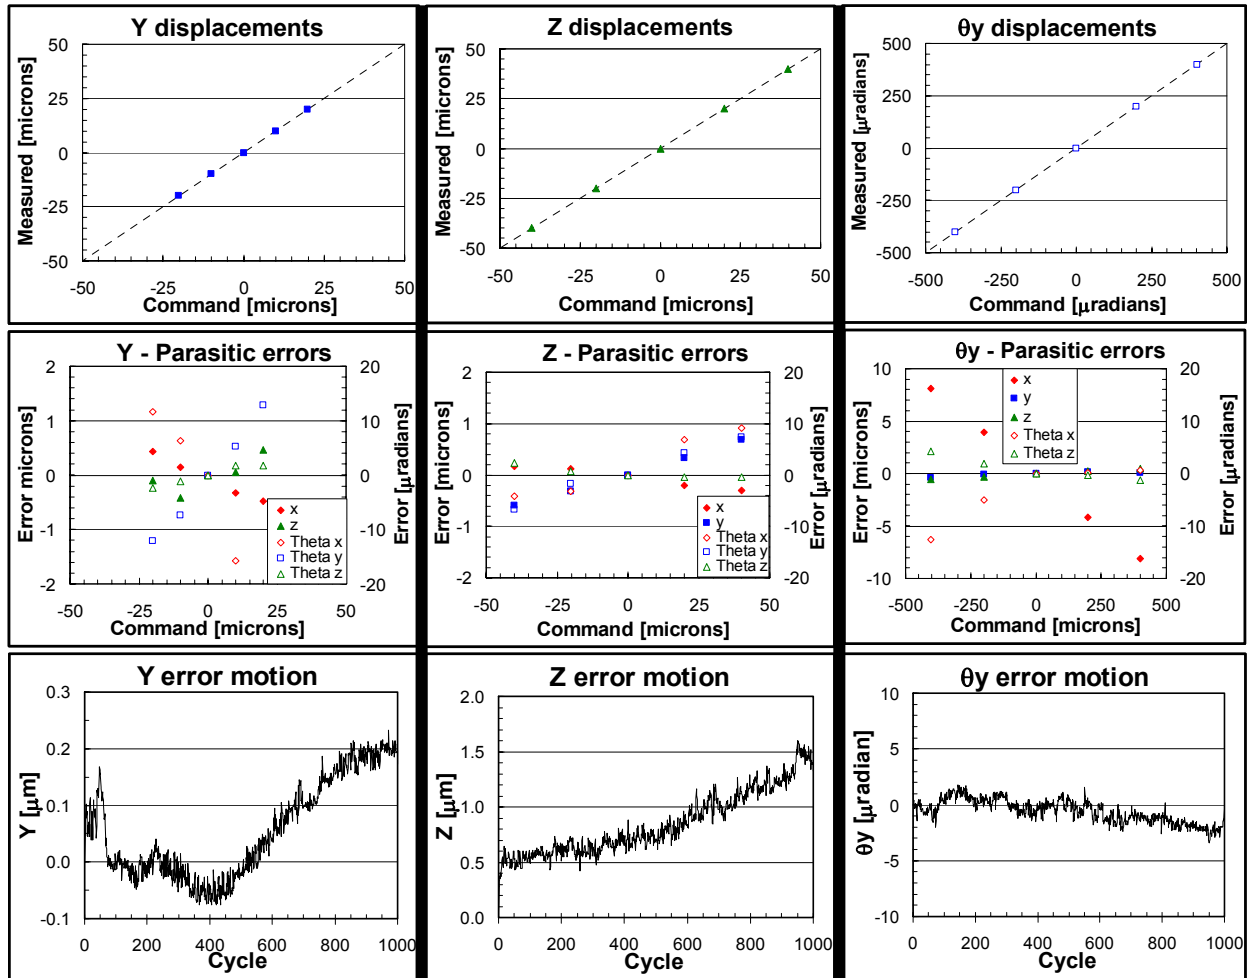 Y displacements
Measured [microns]
50
25
0
-25
-50
-50 -25 0 25 50
Command [microns]
Z displacements
Measured [microns]
50
25
0
-25
-50
-50 -25 0 25 50
Command [microns]
θy displacements
Measured [μradians]
500
250
0
-250
-500
-500 -250 0 250 500
Command [μradians]
Y - Parasitic errors
Error microns]
2
1
0
-1
-2
20
10
0
-10
-20
Error [μradians]
x
z
Theta x
Theta y
Theta z
-50 -25 0 25 50
Command [microns]
Z - Parasitic errors
Error microns]
2
1
0
-1
-2
20
10
0
-10
-20
Error [μradians]
x
y
Theta x
Theta y
Theta z
-50 -25 0 25 50
Command [microns]
θy - Parasitic errors
Error microns]
10
5
0
-5
-10
20
10
0
-10
-20
Error [μradians]
x
y
z
Theta x
Theta z
-500 -250 0 250 500
Command [microns]
Y error motion
Y [μm]
0.3
0.2
0.1
0.0
-0.1
0 200 400 600 800 1000
Cycle
Z error motion
Z [μm]
2.0
1.5
1.0
0.5
0.0
0 200 400 600 800 1000
Cycle
θy error motion
θy [μradian]
10
5
0
-5
-10
0 200 400 600 800 1000
Cycle